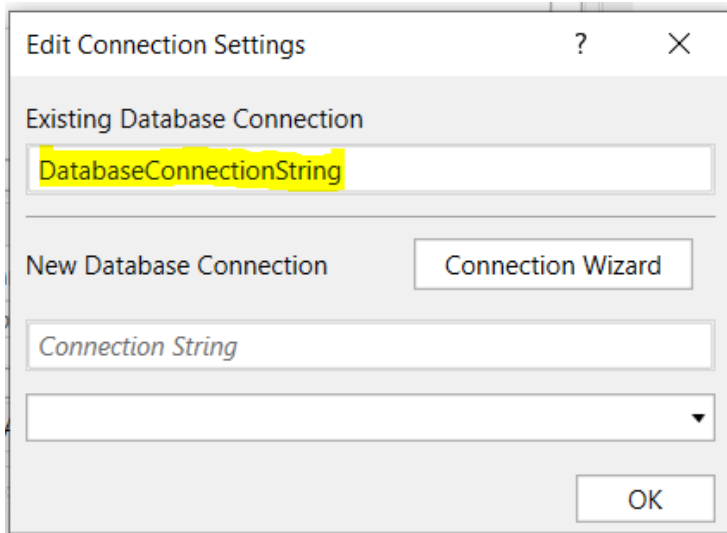 Edit Connection Settings ? ×
Existing Database Connection
DatabaseConnectionString
New Database Connection Connection Wizard
Connection String
OK